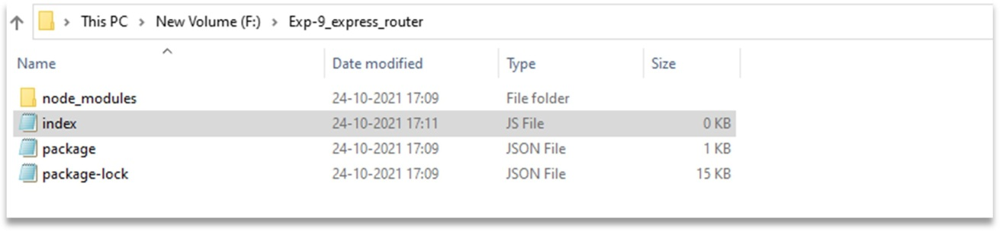 This PC > New Volume (F:) > Exp-9_express_router
Name Date modified Type Size
node_modules 24-10-2021 17:09 File folder
index 24-10-2021 17:11 JS File 0 KB
package 24-10-2021 17:09 JSON File 1 KB
package-lock 24-10-2021 17:09 JSON File 15 KB